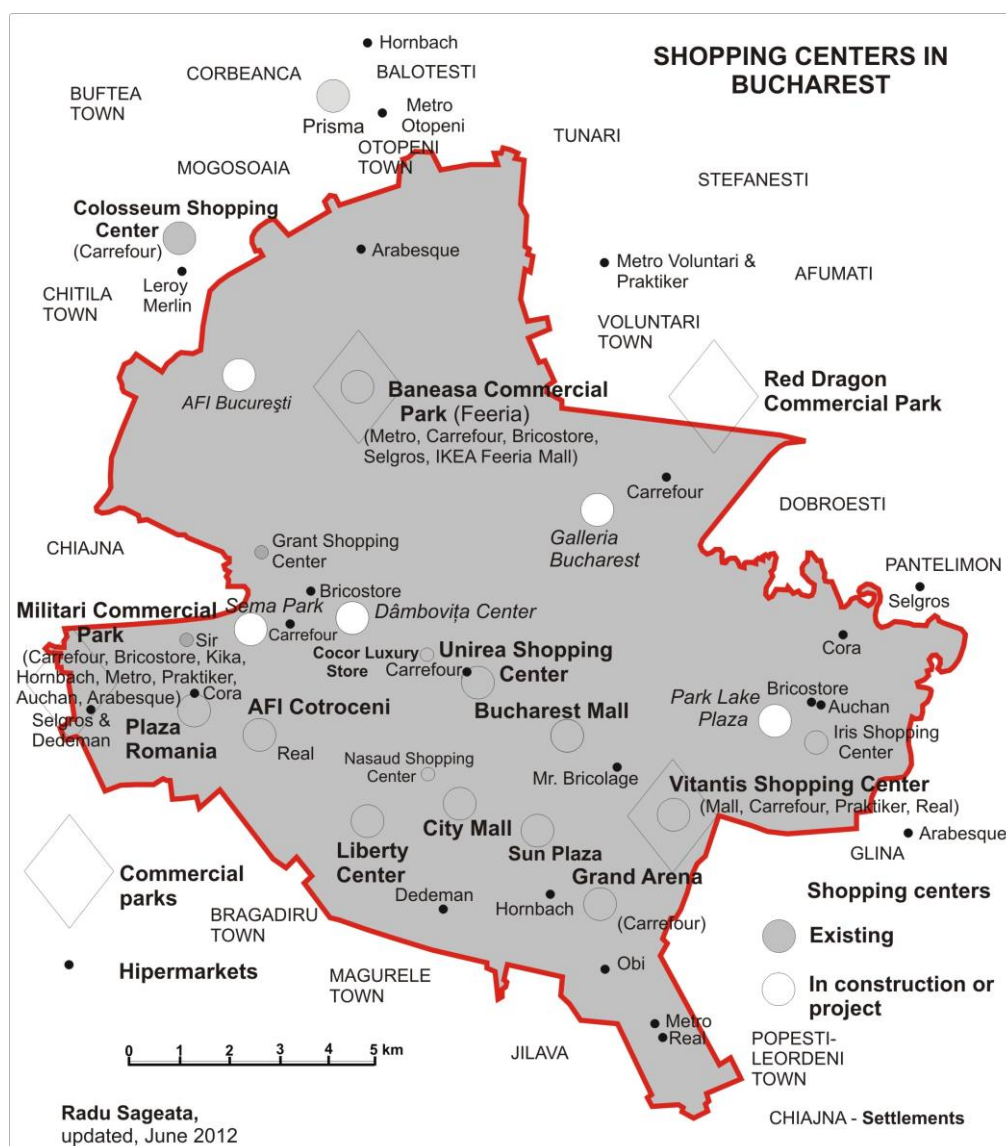 Hornbach
SHOPPING CENTERS IN
BUCHAREST
CORBEANCA
BALOTESTI
BUFTEA
TOWN
Prisma
Metro
Otopeni
OTOPENI
TOWN
TUNARI
MOGOSOAIA
STEFANESTI
Colosseum Shopping
Center
(Carrefour)
Arabesque
Metro Voluntari &
Praktiker
AFUMATI
Leroy
Merlin
CHITILA
TOWN
VOLUNTARI
TOWN
AFI Bucureşti
Baneasa Commercial
Park (Feeria)
(Metro, Carrefour, Bricostore,
Selgros, IKEA Feeria Mall)
Red Dragon
Commercial Park
Carrefour
DOBROESTI
Galleria
Bucharest
Grant Shopping
Center
CHIAJNA
PANTELIMON
Selgros
Bricostore
Sema Park
Carrefour
Dâmboviţa Center
Militari Commercial
Park
Sir
(Carrefour, Bricostore, Kika,
Hornbach, Metro, Praktiker,
Auchan, Arabesque)
Cora
Selgros &
Dedeman
Cocor Luxury
Store
Carrefour
Unirea Shopping
Center
Cora
Plaza
Romania
AFI Cotroceni
Real
Bucharest Mall
Park Lake
Plaza
Bricostore
Auchan
Iris Shopping
Center
Nasaud Shopping
Center
Mr. Bricolage
Vitantis Shopping Center
(Mall, Carrefour, Praktiker, Real)
City Mall
Sun Plaza
Arabesque
GLINA
Liberty
Center
Grand Arena
(Carrefour)
Dedeman
Hornbach
Commercial
parks
BRAGADIRU
TOWN
Shopping centers
Existing
Hipermarkets
MAGURELE
TOWN
Obi
In construction or
project
Metro
Real
0 1 2 3 4 5 km
JILAVA
POPESTI-
LEORDENI
TOWN
Radu Sageata,
updated, June 2012
CHIAJNA - Settlements